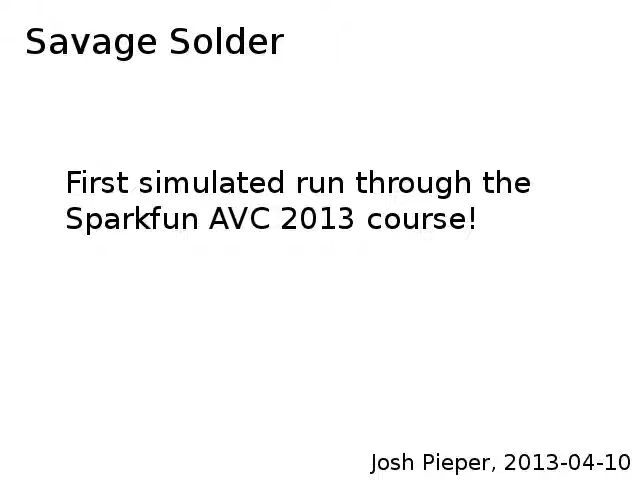 Savage Solder
First simulated run through the
Sparkfun AVC 2013 course!
Josh Pieper, 2013-04-10